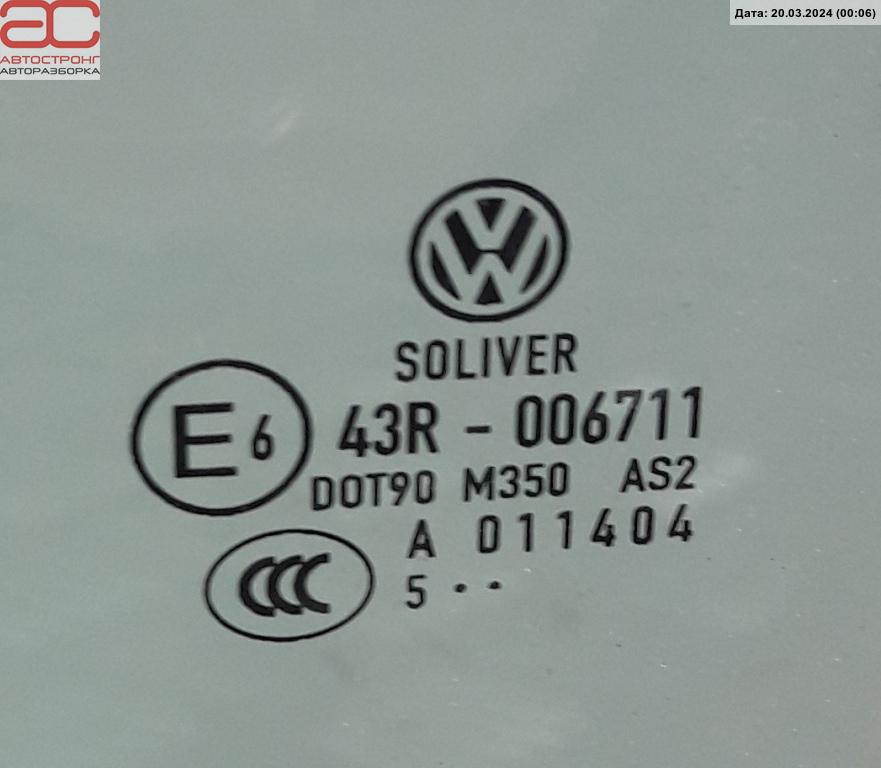 АВТОСТРОНГ
АВТОРАЗБОРКА
Дата: 20.03.2024 (00:06)
SOLIVER
E6 43R - 006711
DOT90 M350 AS2
A 011404
CCC 5 ··